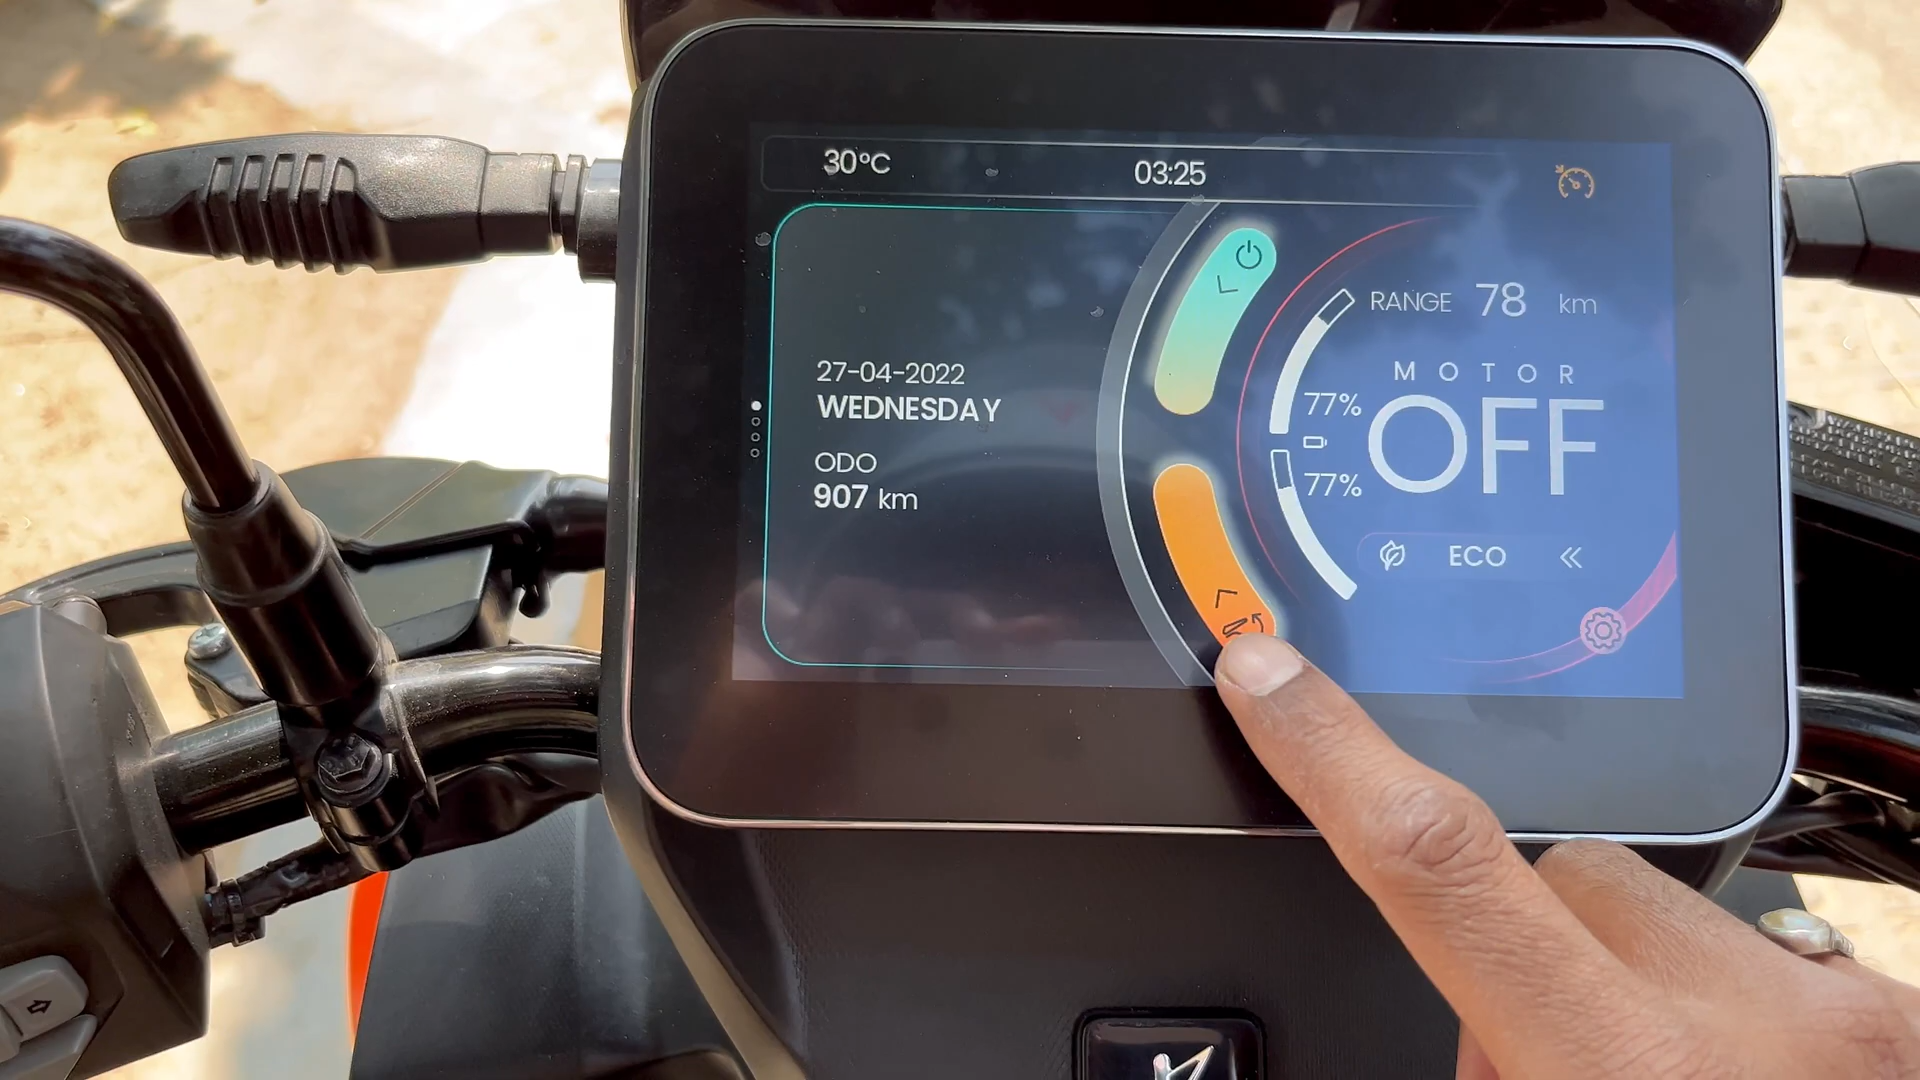 30°C
03:25
RANGE 78 km
27-04-2022
WEDNESDAY
ODO
907 km
MOTOR
OFF
77%
77%
ECO